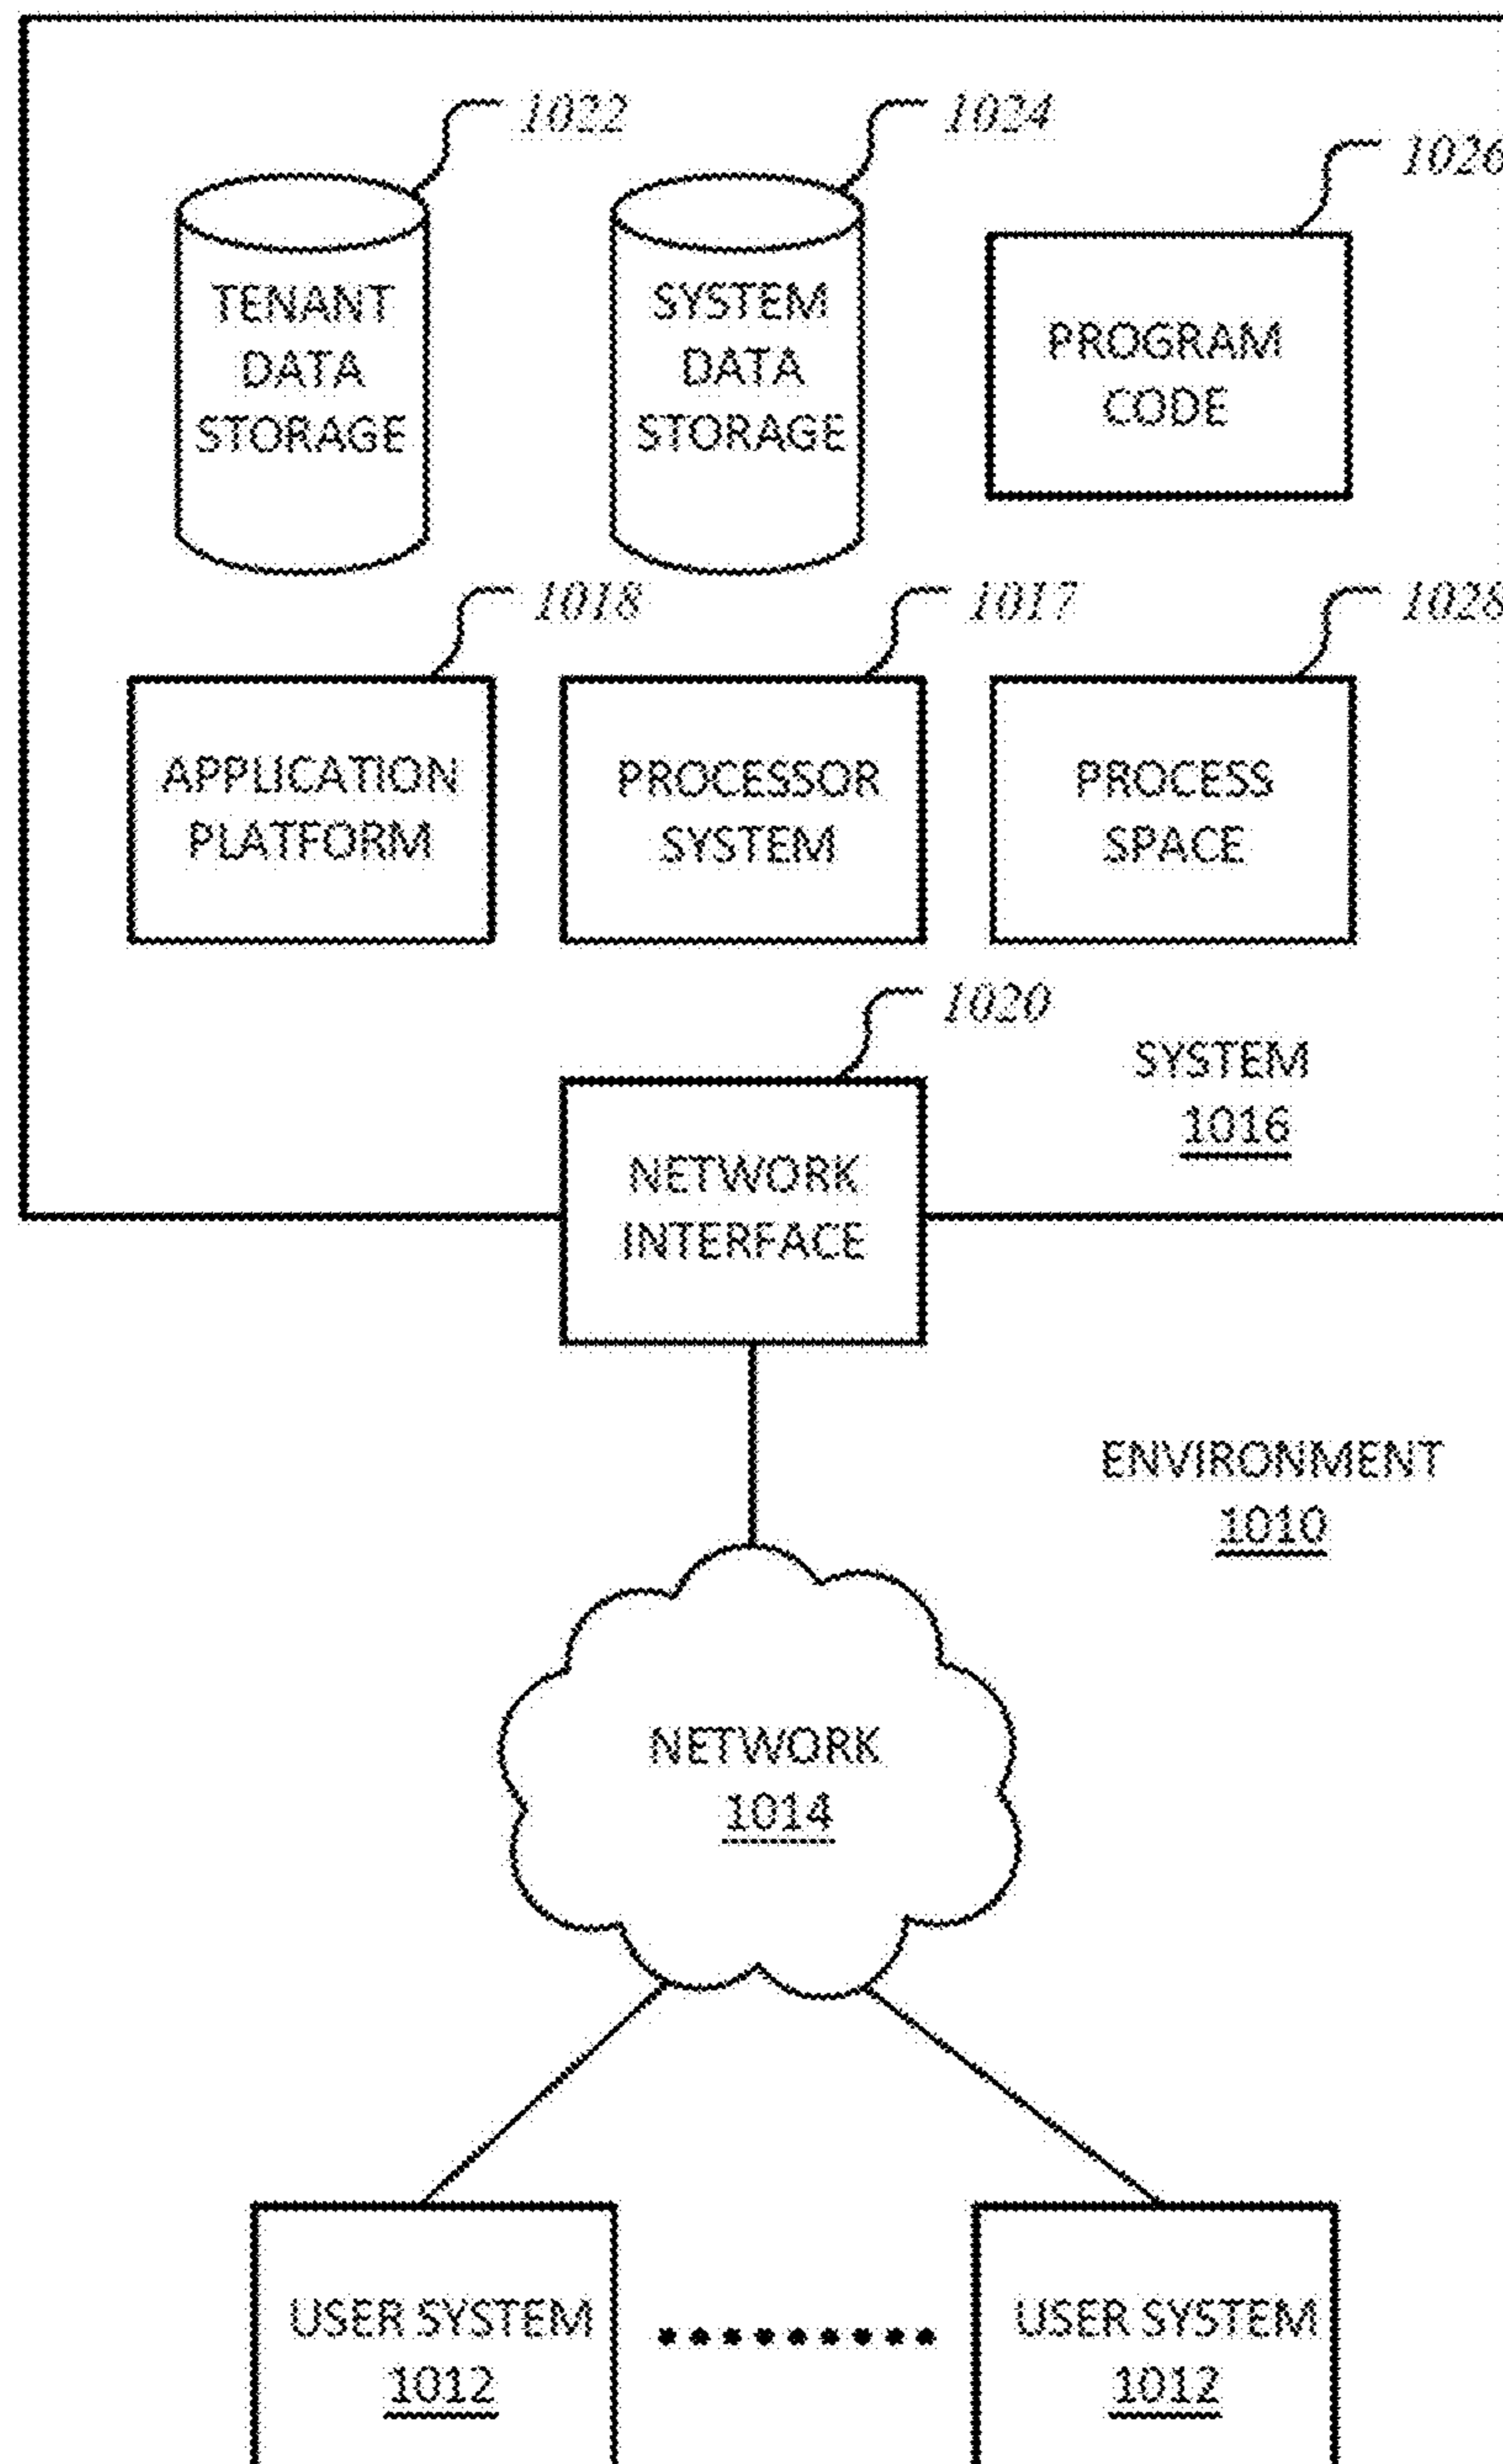 1022
1024
1026
TENANT
DATA
STORAGE
SYSTEM
DATA
STORAGE
PROGRAM
CODE
1018
1017
1028
APPLICATION
PLATFORM
PROCESSOR
SYSTEM
PROCESS
SPACE
1020
SYSTEM
1016
NETWORK
INTERFACE
ENVIRONMENT
1010
NETWORK
1014
USER SYSTEM
1012
USER SYSTEM
1012